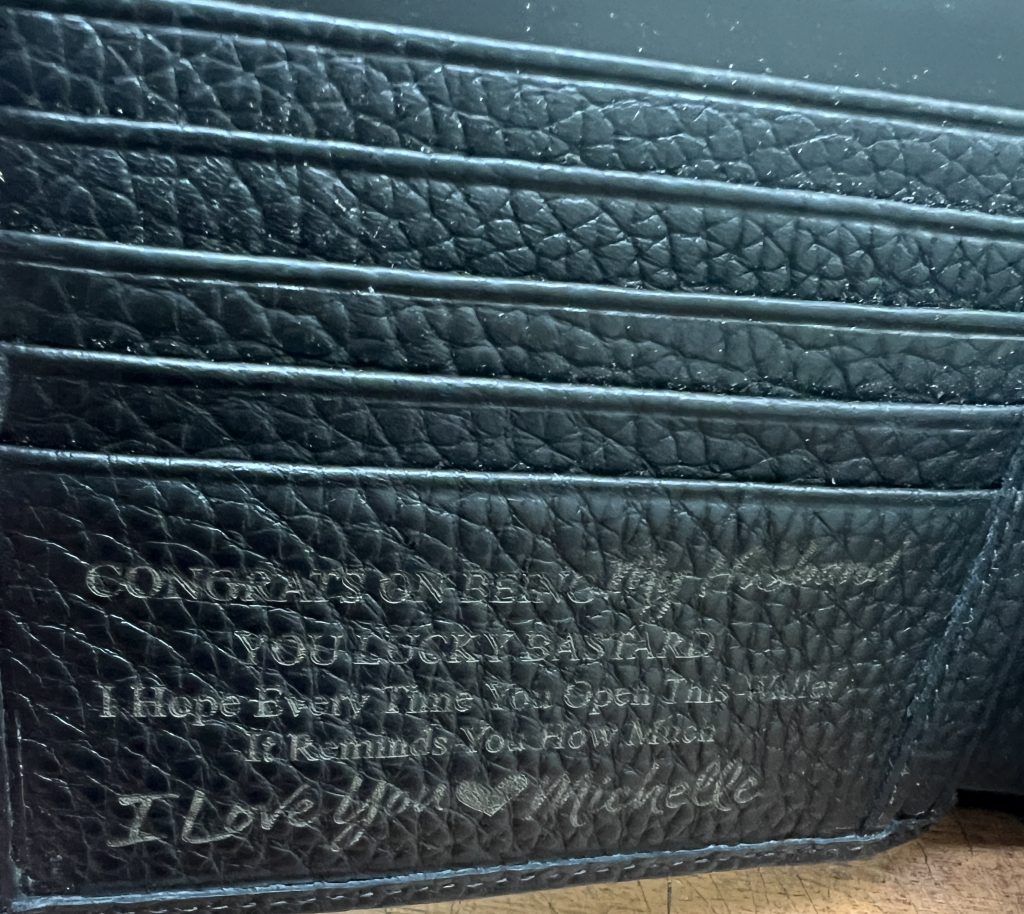 CONGRATS ON BEING My Husband
YOU LUCKY BASTARD
I Hope Every Time You Open This Wallet
It Reminds You How Much
I Love You ♥ Michelle